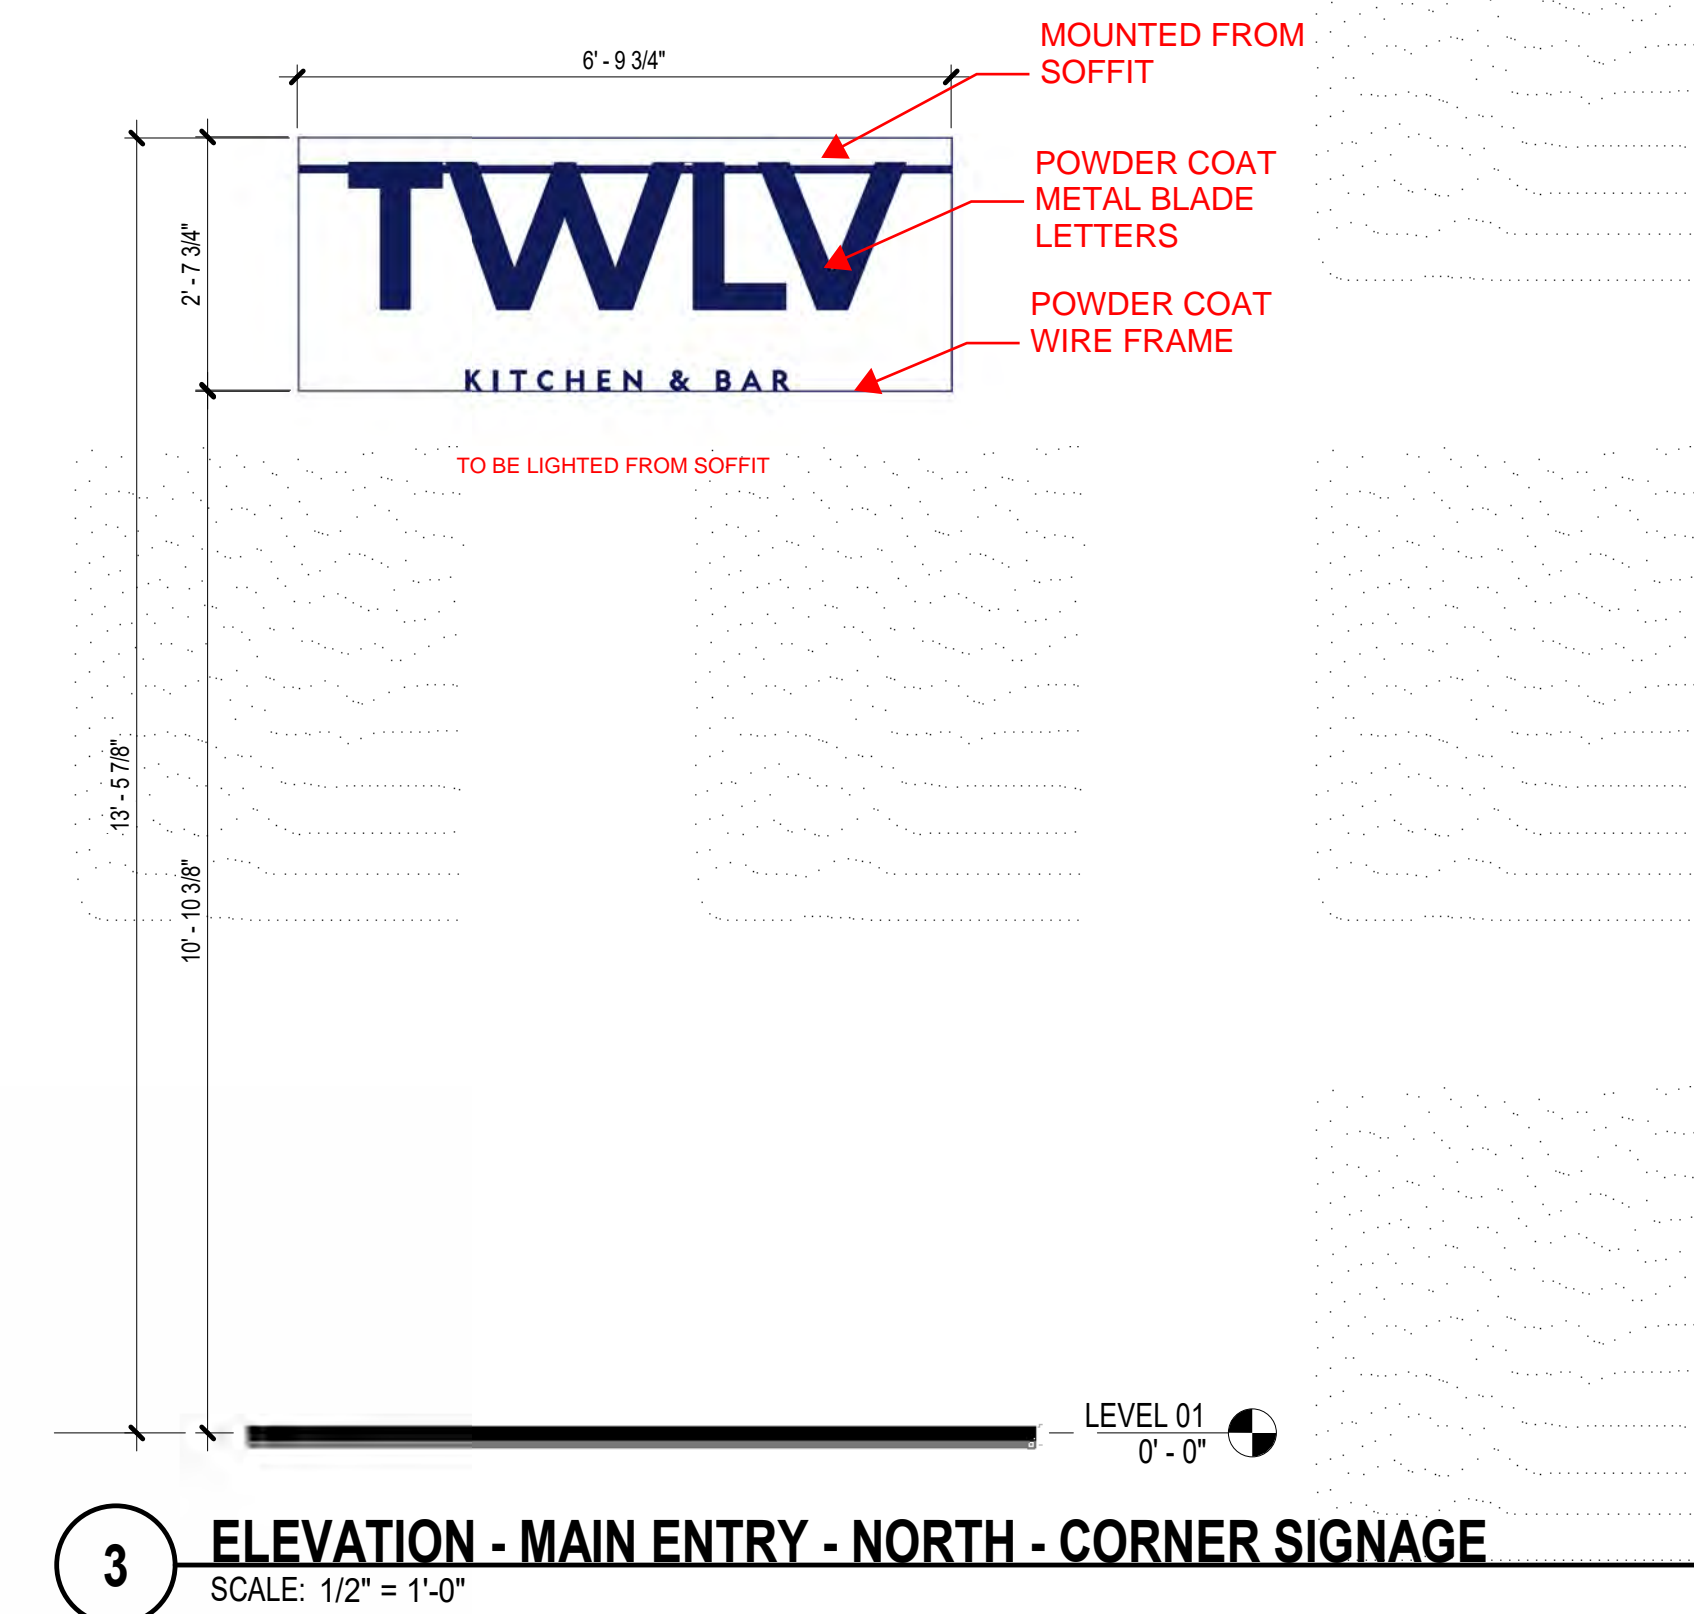 6' - 9 3/4"
MOUNTED FROM
SOFFIT
POWDER COAT
METAL BLADE
LETTERS
POWDER COAT
WIRE FRAME
2' - 7 3/4"
TWLV
KITCHEN & BAR
TO BE LIGHTED FROM SOFFIT
13' - 5 7/8"
10' - 10 3/8"
LEVEL 01
0' - 0"
3
ELEVATION - MAIN ENTRY - NORTH - CORNER SIGNAGE
SCALE: 1/2" = 1'-0"